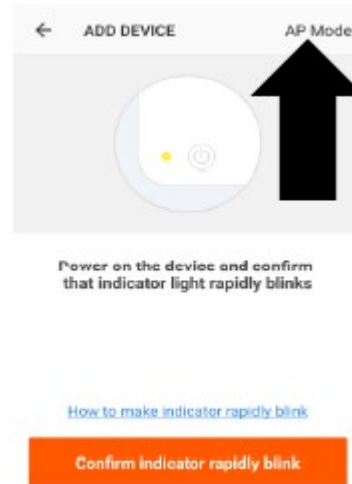 ADD DEVICE AP Mode
Power on the device and confirm
that indicator light rapidly blinks
How to make indicator rapidly blink
Confirm indicator rapidly blink